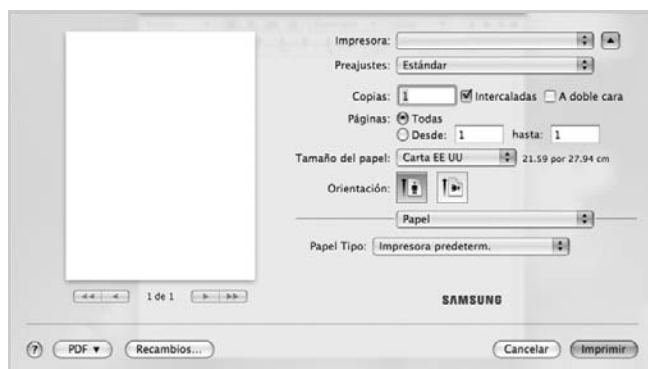 Impresora:
Preajustes: Estándar
Copias: 1 Intercaladas A doble cara
Páginas: Todas
Desde: 1 hasta: 1
Tamaño del papel: Carta EE UU 21.59 por 27.94 cm
Orientación:
Papel
Papel Tipo: Impresora predeterm.
1 de 1
SAMSUNG
? PDF Recambios... Cancelar Imprimir